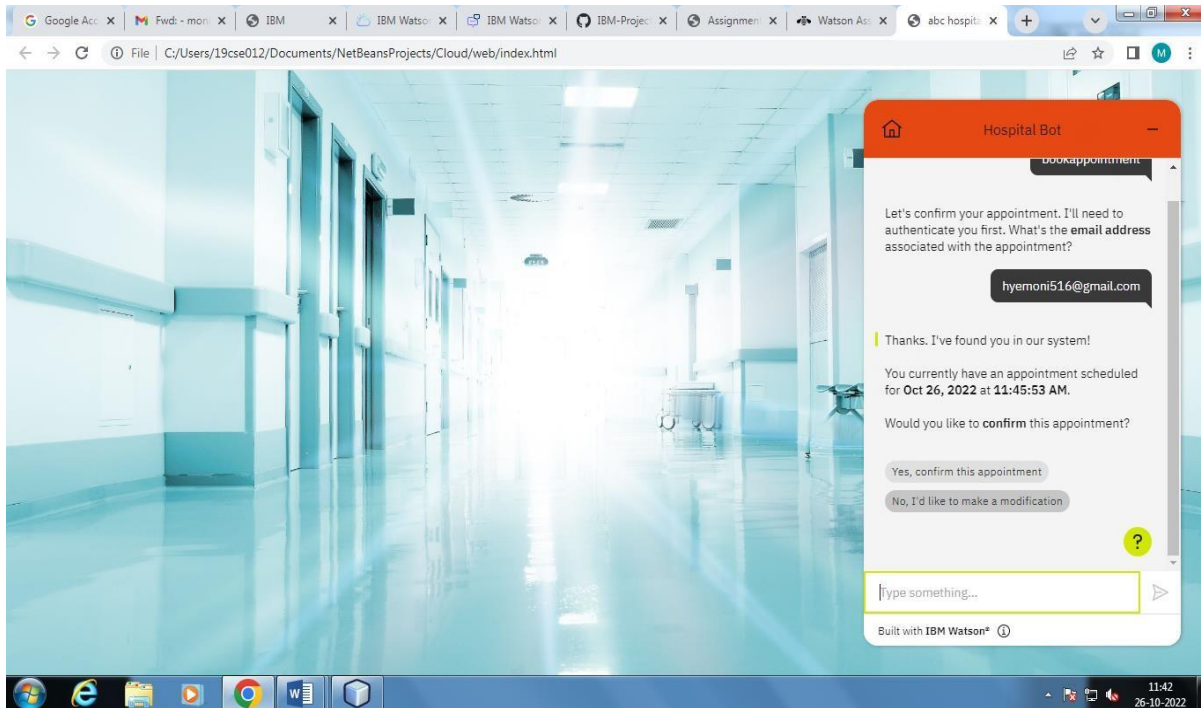 Google Acc
Fwd: - mon
IBM
IBM Watso
IBM Watso
IBM-Projec
Assignmen
Watson Ass
abc hospita
File | C:/Users/19cse012/Documents/NetBeansProjects/Cloud/web/index.html
M
Hospital Bot
bookappointment
Let's confirm your appointment. I'll need to
authenticate you first. What's the email address
associated with the appointment?
hyemoni516@gmail.com
Thanks. I've found you in our system!
You currently have an appointment scheduled
for Oct 26, 2022 at 11:45:53 AM.
Would you like to confirm this appointment?
Yes, confirm this appointment
No, I'd like to make a modification
?
Type something...
Built with IBM Watson®
11:42
26-10-2022